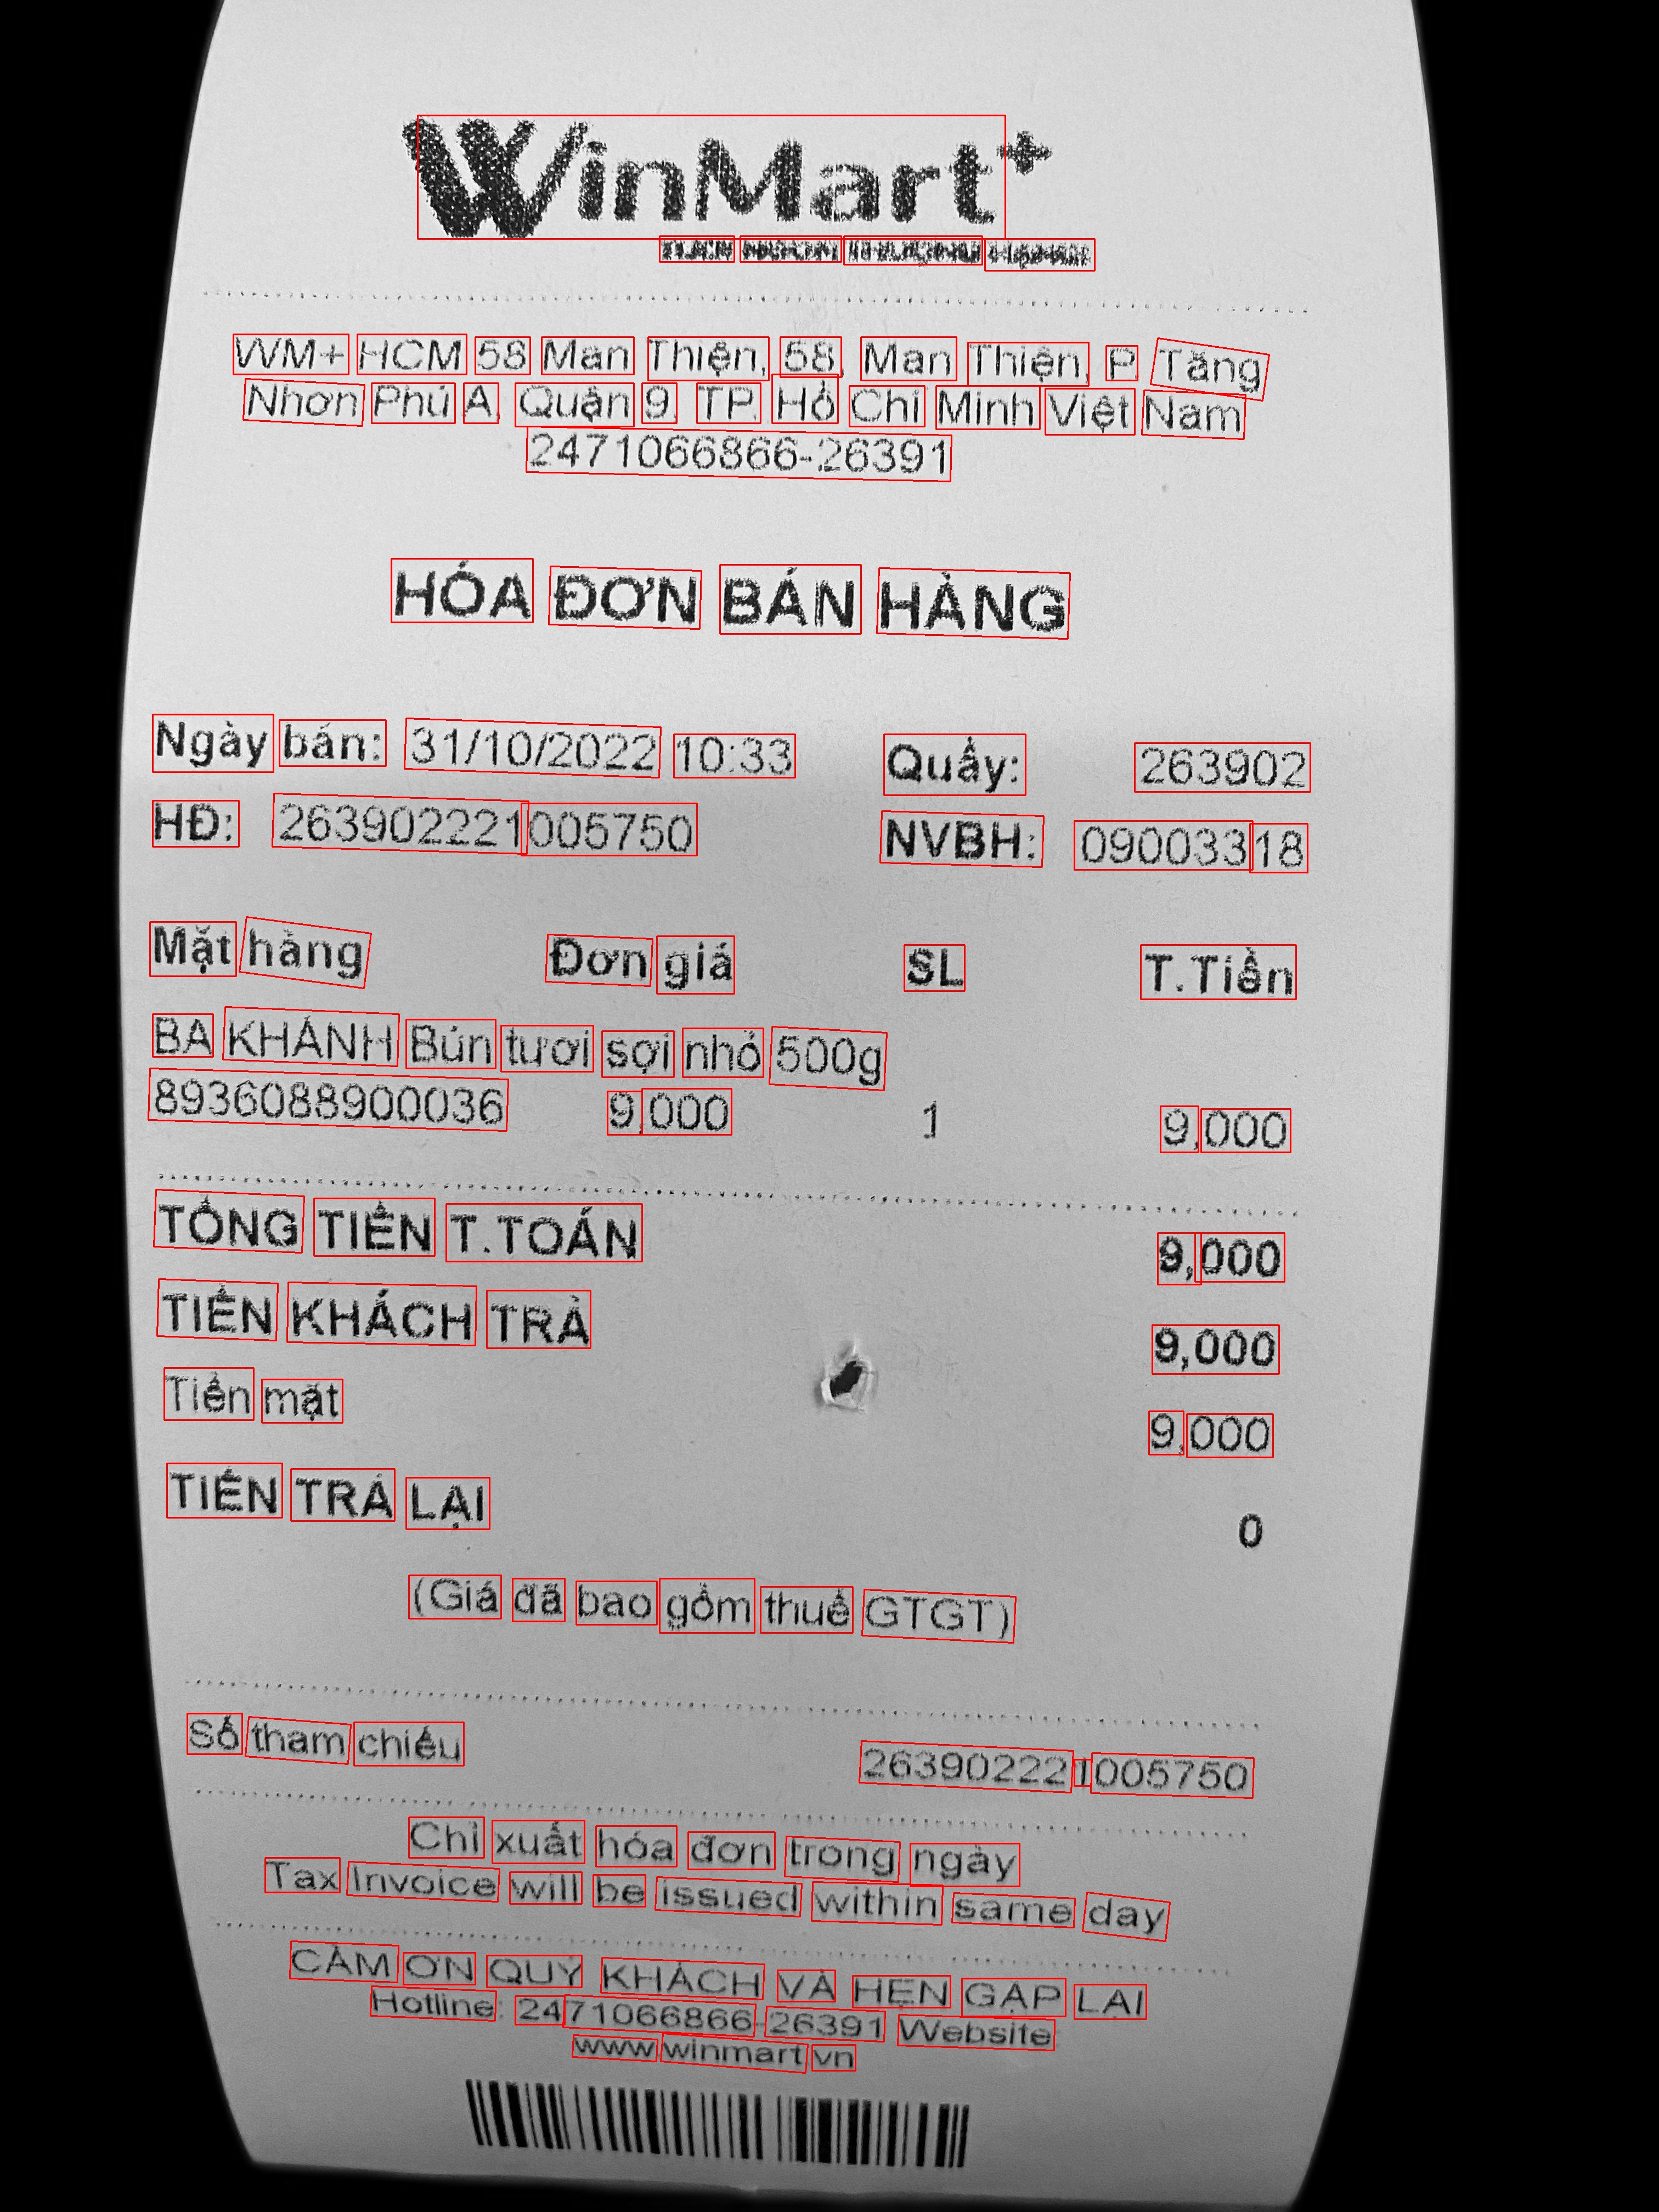 WinMart+
WM+ HCM 58 Man Thiện, 58, Man Thiện, P. Tăng
Nhơn Phú A, Quận 9, TP. Hồ Chí Minh Việt Nam
2471066866-26391
HÓA ĐƠN BÁN HÀNG
Ngày bán: 31/10/2022 10:33 Quầy: 263902
HĐ: 263902221005750 NVBH: 09003318
Mặt hàng Đơn giá SL T.Tiền
BA KHÁNH Bún tươi sợi nhỏ 500g
8936088900036 9,000 1 9,000
TỔNG TIỀN T.TOÁN 9,000
TIỀN KHÁCH TRẢ 9,000
Tiền mặt 9,000
TIỀN TRẢ LẠI 0
(Giá đã bao gồm thuế GTGT)
Số tham chiếu 263902221005750
Chỉ xuất hóa đơn trong ngày
Tax Invoice will be issued within same day
CẢM ƠN QUÝ KHÁCH VÀ HẸN GẶP LẠI
Hotline: 2471066866-26391 Website:
www.winmart.vn